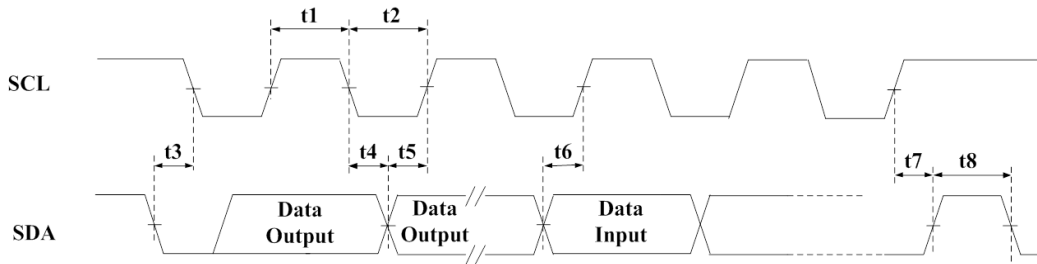 t1 t2
SCL
t3 t4 t5 t6 t7 t8
SDA
Data Output
Data Output
Data Input